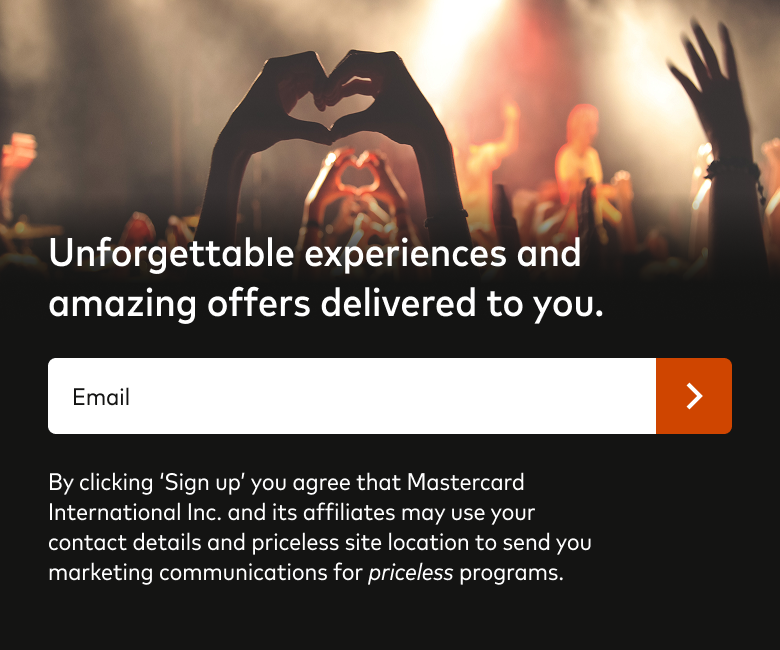 Unforgettable experiences and
amazing offers delivered to you.
Email
By clicking ‘Sign up’ you agree that Mastercard
International Inc. and its affiliates may use your
contact details and priceless site location to send you
marketing communications for priceless programs.